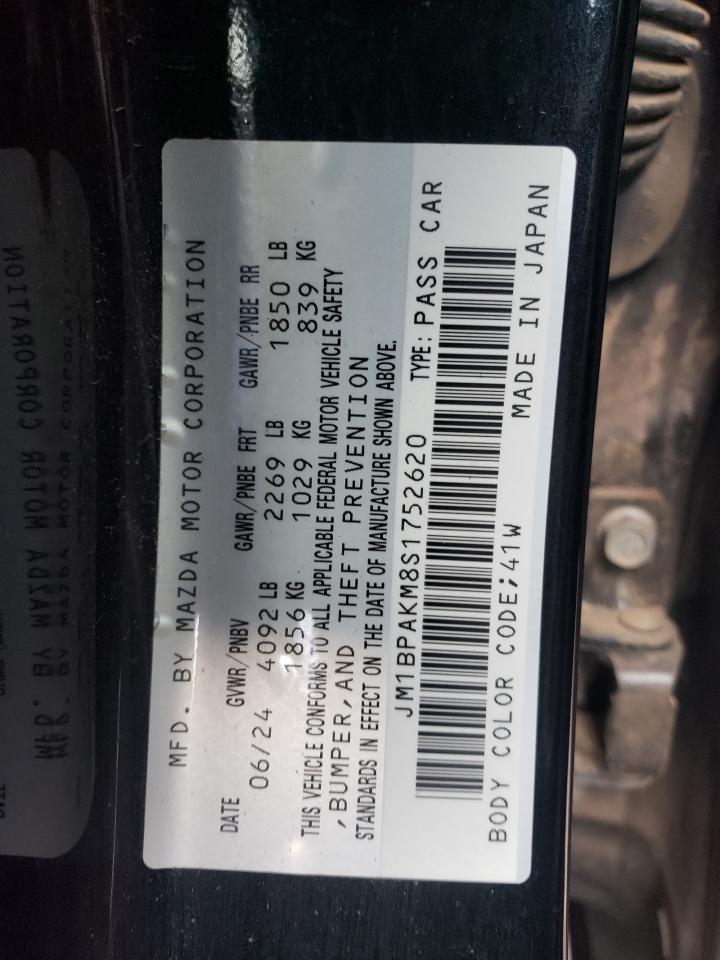 MFD. BY MAZDA MOTOR CORPORATION
DATE GVWR/PNBV GAWR/PNBE FRT GAWR/PNBE RR
06/24 4092 LB 2269 LB 1850 LB
1856 KG 1029 KG 839 KG
THIS VEHICLE CONFORMS TO ALL APPLICABLE FEDERAL MOTOR VEHICLE SAFETY
,BUMPER, AND THEFT PREVENTION
STANDARDS IN EFFECT ON THE DATE OF MANUFACTURE SHOWN ABOVE.
JM1BPAKM8S1752620 TYPE: PASS CAR
BODY COLOR CODE;41W MADE IN JAPAN